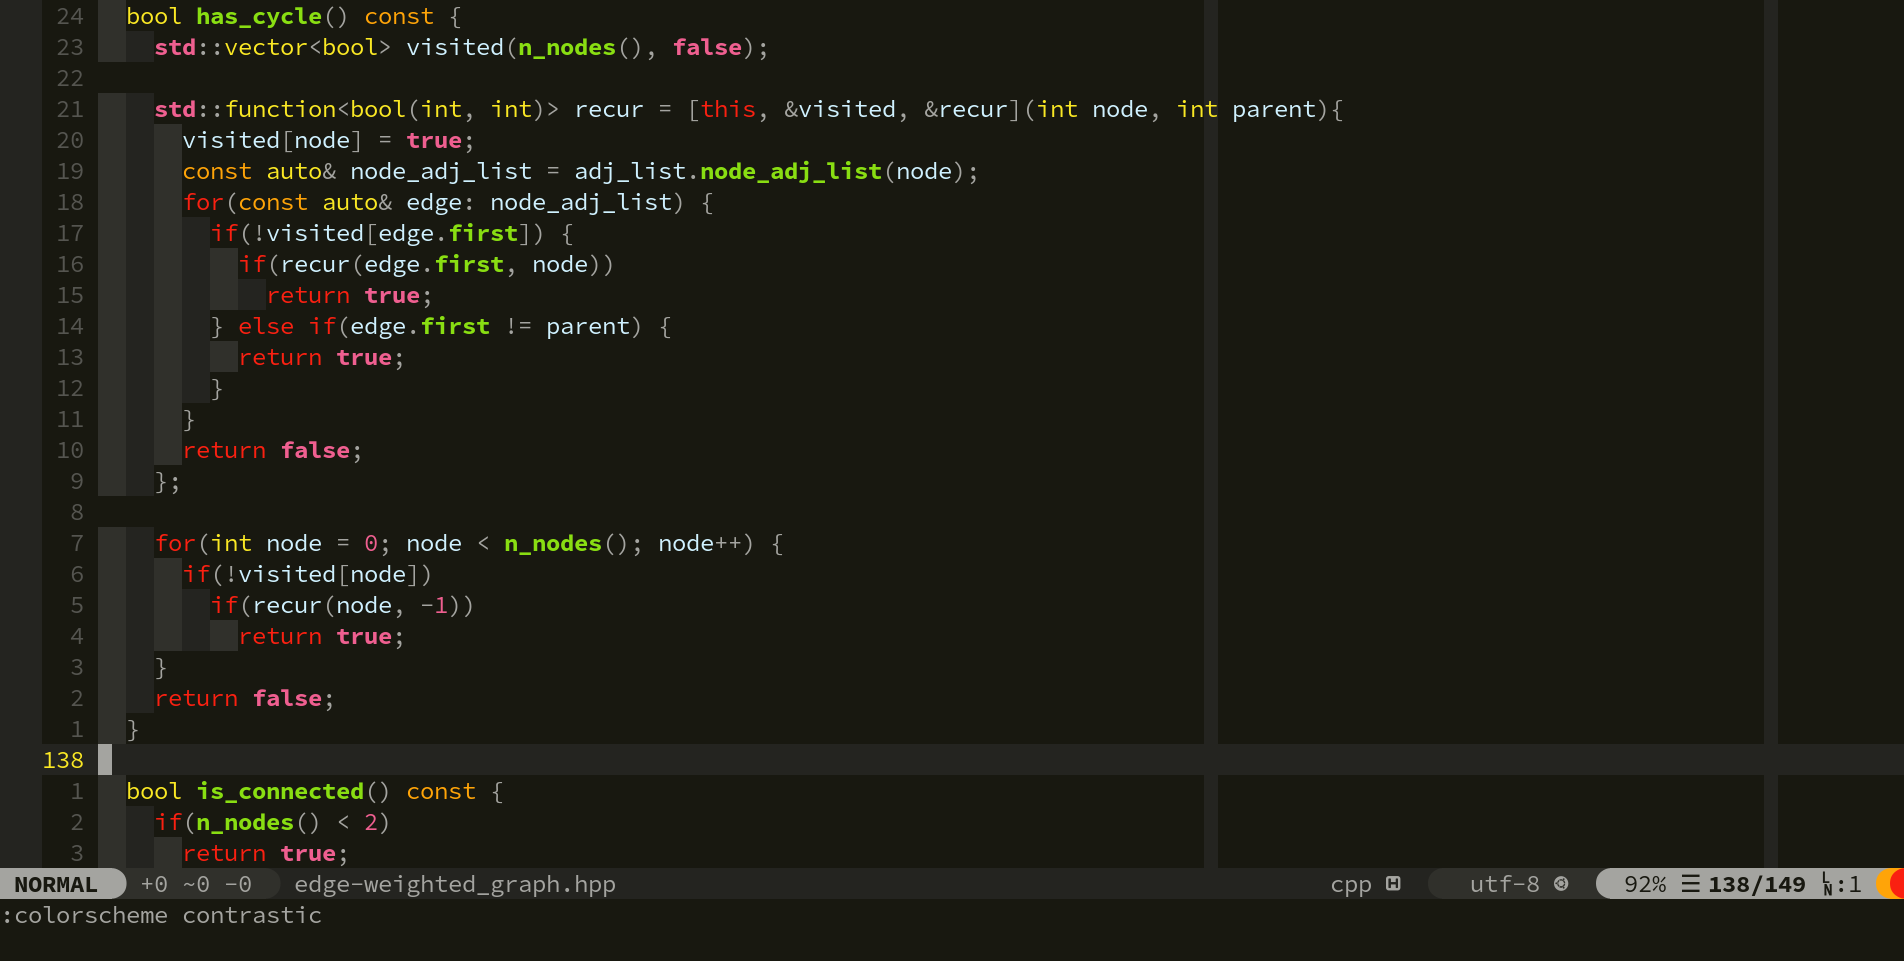 24 bool has_cycle() const {
23 std::vector<bool> visited(n_nodes(), false);
22
21 std::function<bool(int, int)> recur = [this, &visited, &recur](int node, int parent){
20 visited[node] = true;
19 const auto& node_adj_list = adj_list.node_adj_list(node);
18 for(const auto& edge: node_adj_list) {
17 if(!visited[edge.first]) {
16 if(recur(edge.first, node))
15 return true;
14 } else if(edge.first != parent) {
13 return true;
12 }
11 }
10 return false;
9 };
8
7 for(int node = 0; node < n_nodes(); node++) {
6 if(!visited[node])
5 if(recur(node, -1))
4 return true;
3 }
2 return false;
1 }
138
1 bool is_connected() const {
2 if(n_nodes() < 2)
3 return true;
NORMAL +0 ~0 -0 edge-weighted_graph.hpp cpp utf-8 92% ☰ 138/149 LN:1
:colorscheme contrastic